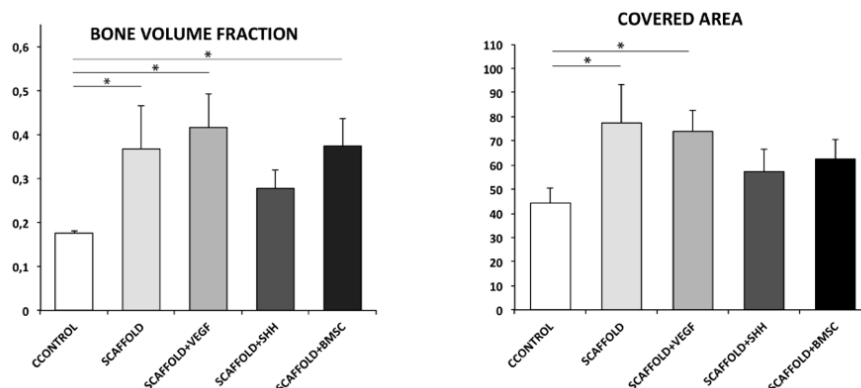 BONE VOLUME FRACTION
0,6
0,5
0,4
0,3
0,2
0,1
0
*
*
*
CCONTROL
SCAFFOLD
SCAFFOLD+VEGF
SCAFFOLD+SHH
SCAFFOLD+BMSC
COVERED AREA
110
100
90
80
70
60
50
40
30
20
10
0
*
*
CCONTROL
SCAFFOLD
SCAFFOLD+VEGF
SCAFFOLD+SHH
SCAFFOLD+BMSC